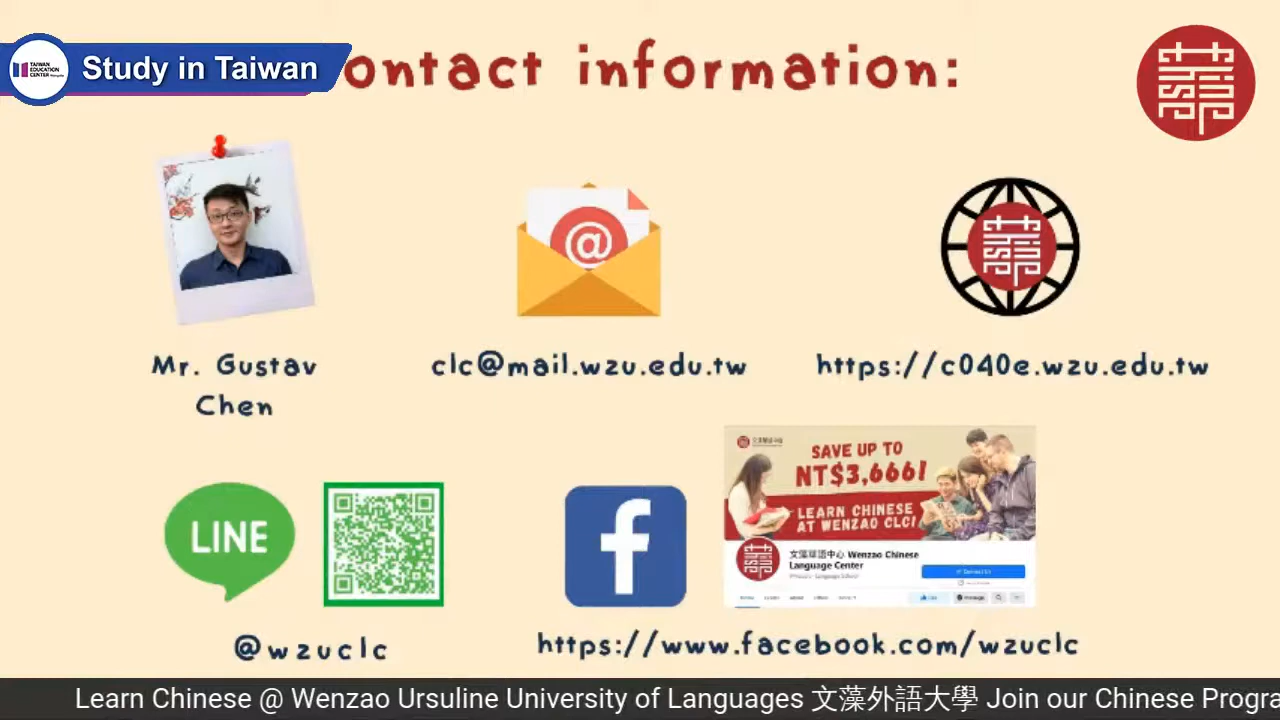 TAIWAN
EDUCATION
CENTER
Study in Taiwan
ontact information:
Mr. Gustav
Chen
clc@mail.wzu.edu.tw
https://c040e.wzu.edu.tw
LINE
@wzuclc
SAVE UP TO
NT$3,666!
LEARN CHINESE
AT WENZAO CLC!
文藻華語中心 Wenzao Chinese
Language Center
https://www.facebook.com/wzuclc
Learn Chinese @ Wenzao Ursuline University of Languages 文藻外語大學 Join our Chinese Progra